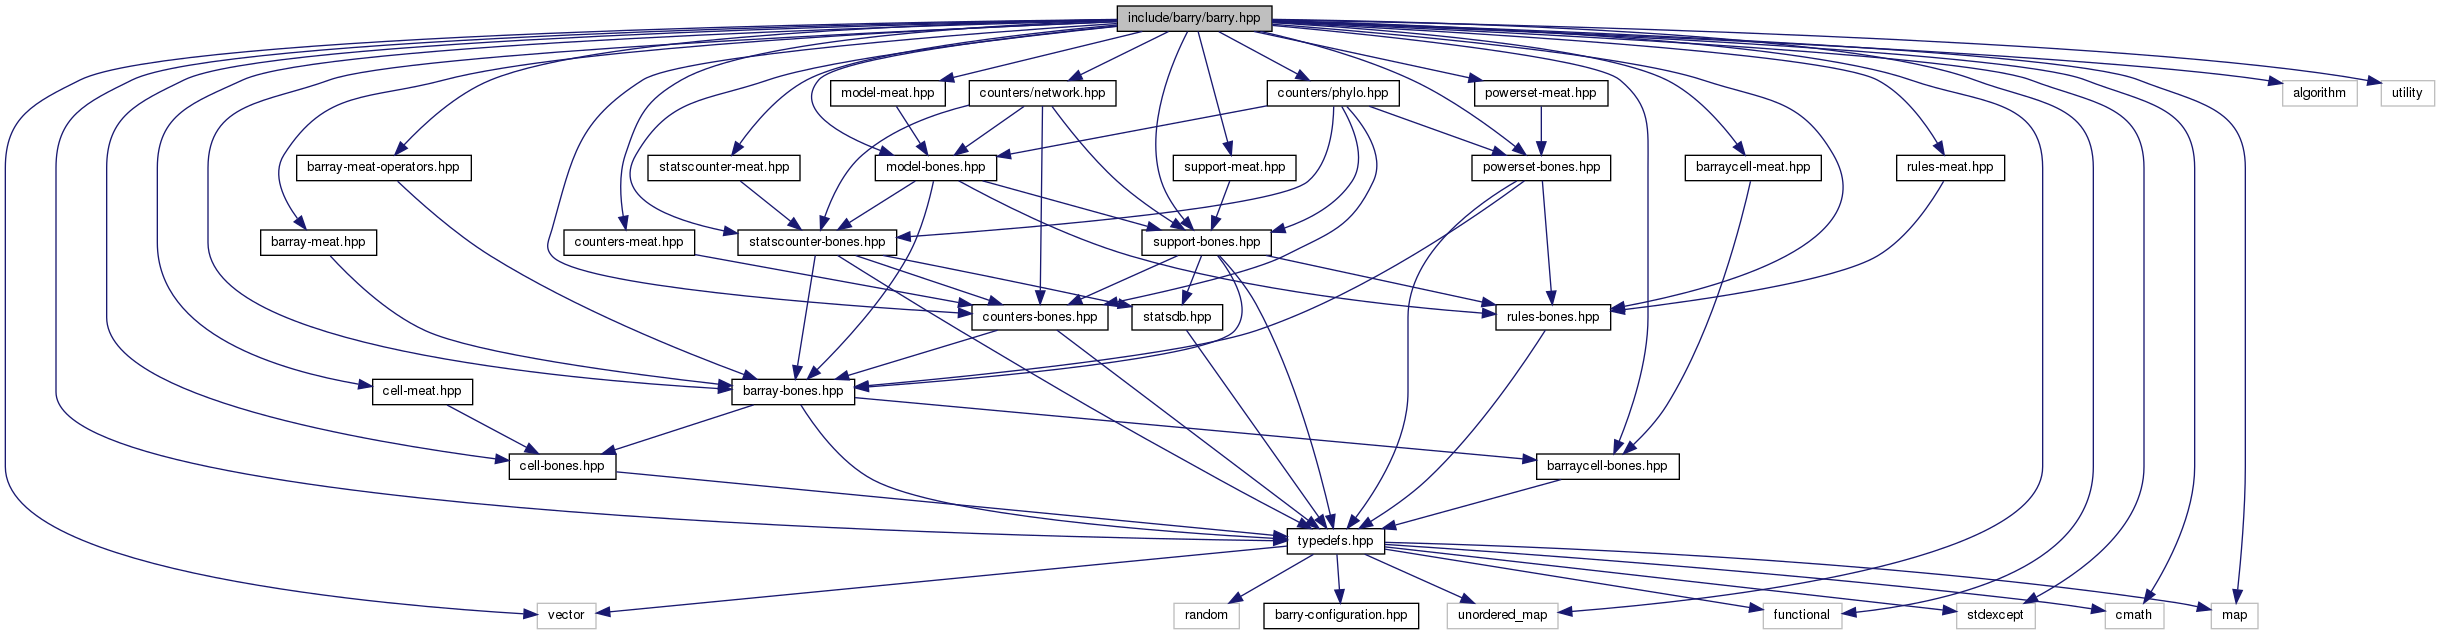 include/barry/barry.hpp
model-meat.hpp
counters/network.hpp
counters/phylo.hpp
powerset-meat.hpp
algorithm
utility
barray-meat-operators.hpp
statscounter-meat.hpp
model-bones.hpp
support-meat.hpp
powerset-bones.hpp
barraycell-meat.hpp
rules-meat.hpp
barray-meat.hpp
counters-meat.hpp
statscounter-bones.hpp
support-bones.hpp
counters-bones.hpp
statsdb.hpp
rules-bones.hpp
cell-meat.hpp
barray-bones.hpp
cell-bones.hpp
barraycell-bones.hpp
typedefs.hpp
vector
random
barry-configuration.hpp
unordered_map
functional
stdexcept
cmath
map